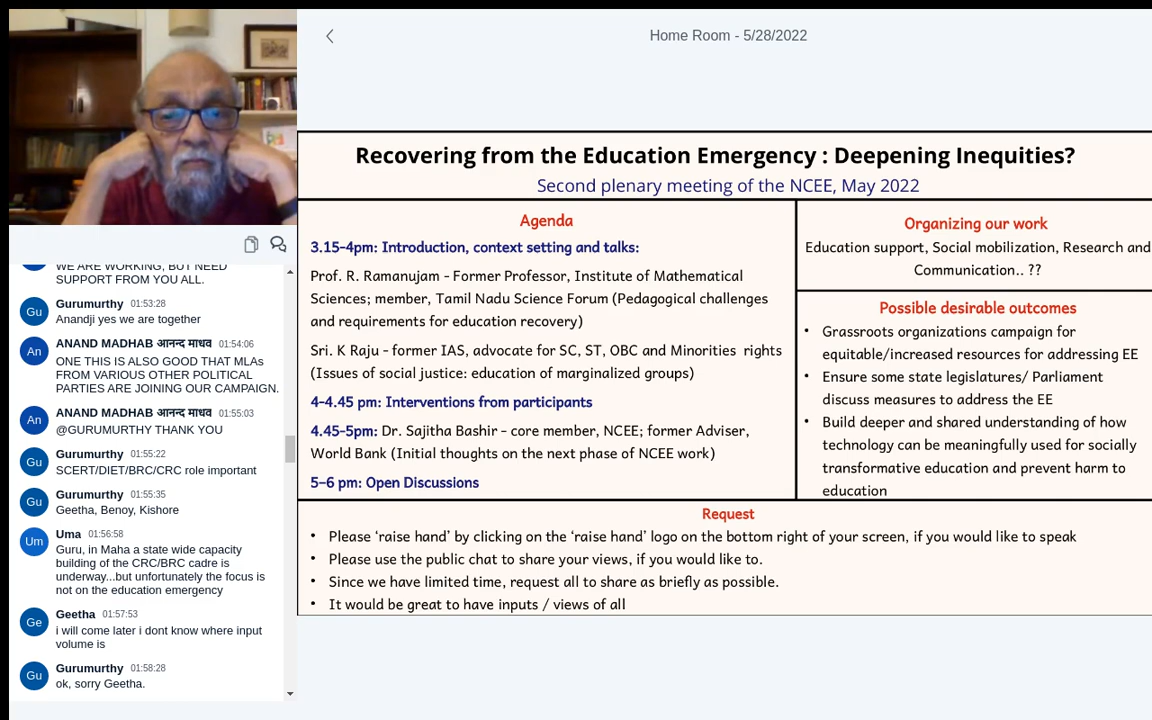 Home Room - 5/28/2022
WE ARE WORKING, BUT NEED
SUPPORT FROM YOU ALL.
Gu
Gurumurthy 01:53:28
Anandji yes we are together
An
ANAND MADHAB आनन्द माधव 01:54:06
ONE THIS IS ALSO GOOD THAT MLAs
FROM VARIOUS OTHER POLITICAL
PARTIES ARE JOINING OUR CAMPAIGN.
An
ANAND MADHAB आनन्द माधव 01:55:03
@GURUMURTHY THANK YOU
Gu
Gurumurthy 01:55:22
SCERT/DIET/BRC/CRC role important
Gu
Gurumurthy 01:55:35
Geetha, Benoy, Kishore
Um
Uma 01:56:58
Guru, in Maha a state wide capacity
building of the CRC/BRC cadre is
underway...but unfortunately the focus is
not on the education emergency
Ge
Geetha 01:57:53
i will come later i dont know where input
volume is
Gu
Gurumurthy 01:58:28
ok, sorry Geetha.
Recovering from the Education Emergency : Deepening Inequities?
Second plenary meeting of the NCEE, May 2022
Agenda
3.15-4pm: Introduction, context setting and talks:
Prof. R. Ramanujam - Former Professor, Institute of Mathematical
Sciences; member, Tamil Nadu Science Forum (Pedagogical challenges
and requirements for education recovery)
Sri. K Raju - former IAS, advocate for SC, ST, OBC and Minorities rights
(Issues of social justice: education of marginalized groups)
4-4.45 pm: Interventions from participants
4.45-5pm: Dr. Sajitha Bashir - core member, NCEE; former Adviser,
World Bank (Initial thoughts on the next phase of NCEE work)
5-6 pm: Open Discussions
Organizing our work
Education support, Social mobilization, Research and
Communication.. ??
Possible desirable outcomes
• Grassroots organizations campaign for
equitable/increased resources for addressing EE
• Ensure some state legislatures/ Parliament
discuss measures to address the EE
• Build deeper and shared understanding of how
technology can be meaningfully used for socially
transformative education and prevent harm to
education
Request
• Please ‘raise hand’ by clicking on the ‘raise hand’ logo on the bottom right of your screen, if you would like to speak
• Please use the public chat to share your views, if you would like to.
• Since we have limited time, request all to share as briefly as possible.
• It would be great to have inputs / views of all